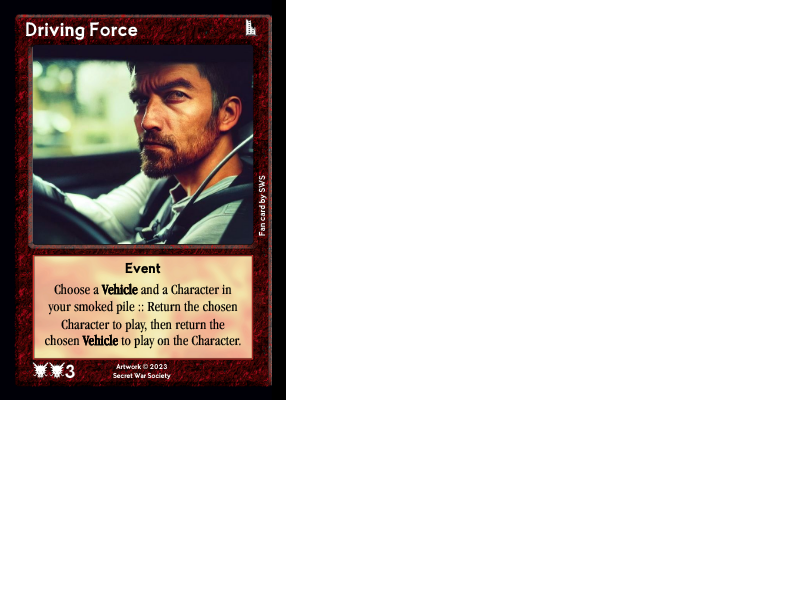 Driving Force
Fan card by SWS
Event
Choose a Vehicle and a Character in
your smoked pile :: Return the chosen
Character to play, then return the
chosen Vehicle to play on the Character.
3
Artwork © 2023
Secret War Society